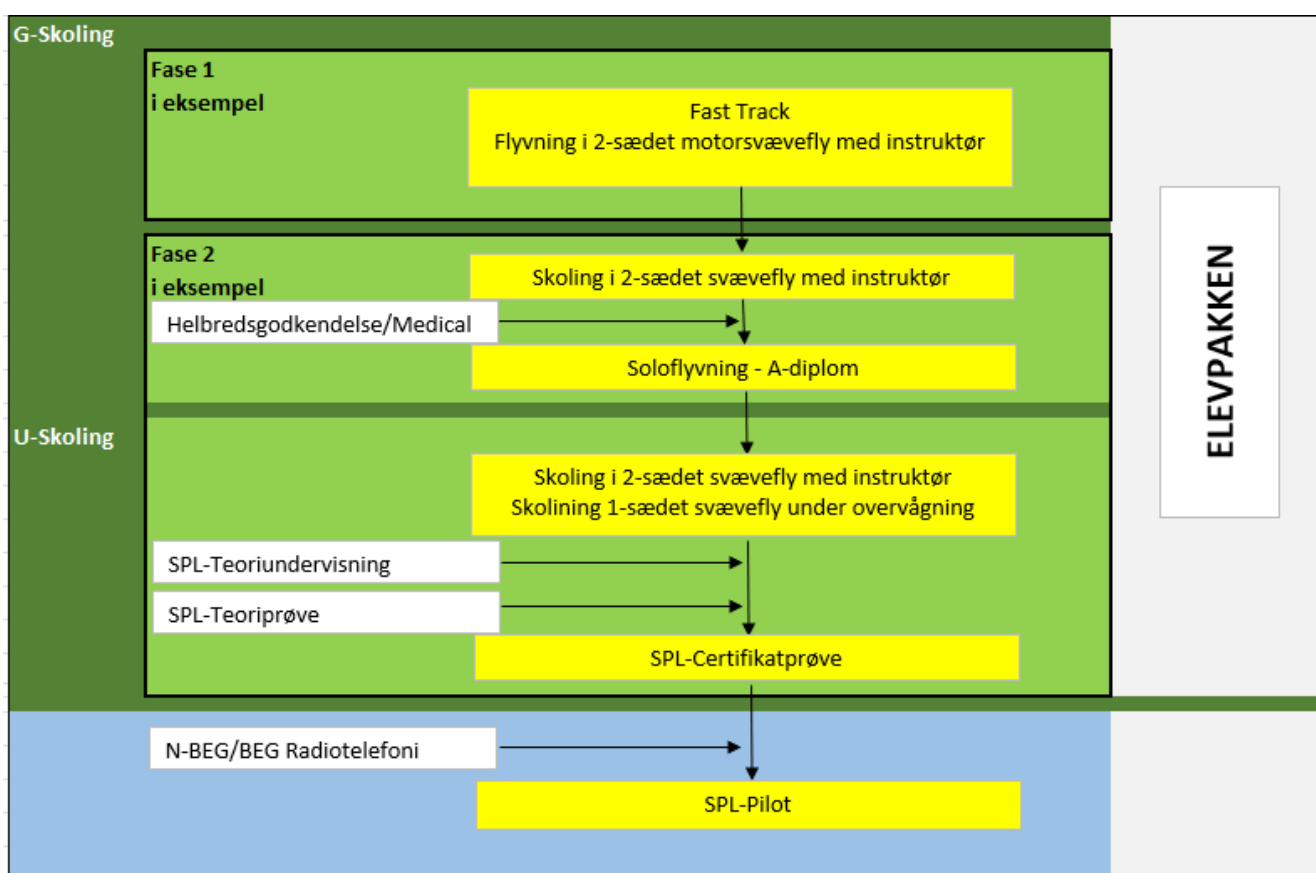 G-Skoling
Fase 1
i eksempel
Fast Track
Flyvning i 2-sædet motorsvævefly med instruktør
Fase 2
i eksempel
Skoling i 2-sædet svævefly med instruktør
Helbredsgodkendelse/Medical
Soloflyvning - A-diplom
U-Skoling
Skoling i 2-sædet svævefly med instruktør
Skolining 1-sædet svævefly under overvågning
SPL-Teoriundervisning
SPL-Teoriprøve
SPL-Certifikatprøve
N-BEG/BEG Radiotelefoni
SPL-Pilot
ELEVPAKKEN